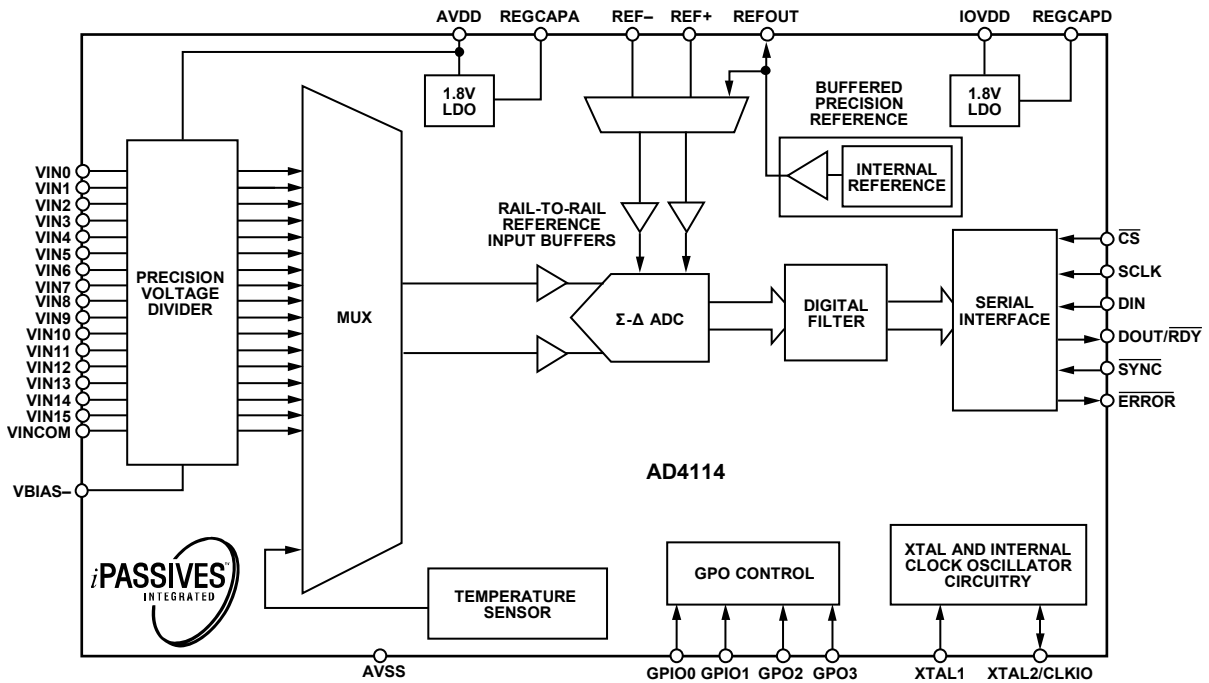 AVDD
REGCAPA
REF–
REF+
REFOUT
IOVDD
REGCAPD
1.8V
LDO
BUFFERED
PRECISION
REFERENCE
1.8V
LDO
INTERNAL
REFERENCE
VIN0
VIN1
VIN2
VIN3
VIN4
VIN5
VIN6
VIN7
VIN8
VIN9
VIN10
VIN11
VIN12
VIN13
VIN14
VIN15
VINCOM
VBIAS–
PRECISION
VOLTAGE
DIVIDER
MUX
RAIL-TO-RAIL
REFERENCE
INPUT BUFFERS
Σ-Δ ADC
DIGITAL
FILTER
SERIAL
INTERFACE
CS
SCLK
DIN
DOUT/RDY
SYNC
ERROR
AD4114
iPASSIVES™
INTEGRATED
TEMPERATURE
SENSOR
GPO CONTROL
XTAL AND INTERNAL
CLOCK OSCILLATOR
CIRCUITRY
AVSS
GPIO0
GPIO1
GPO2
GPO3
XTAL1
XTAL2/CLKIO